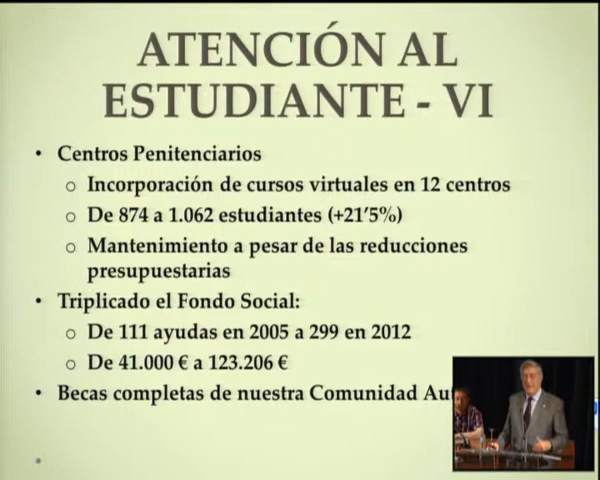 ATENCIÓN AL
ESTUDIANTE - VI
• Centros Penitenciarios
o Incorporación de cursos virtuales en 12 centros
o De 874 a 1.062 estudiantes (+21'5%)
o Mantenimiento a pesar de las reducciones
presupuestarias
• Triplicado el Fondo Social:
o De 111 ayudas en 2005 a 299 en 2012
o De 41.000 € a 123.206 €
• Becas completas de nuestra Comunidad